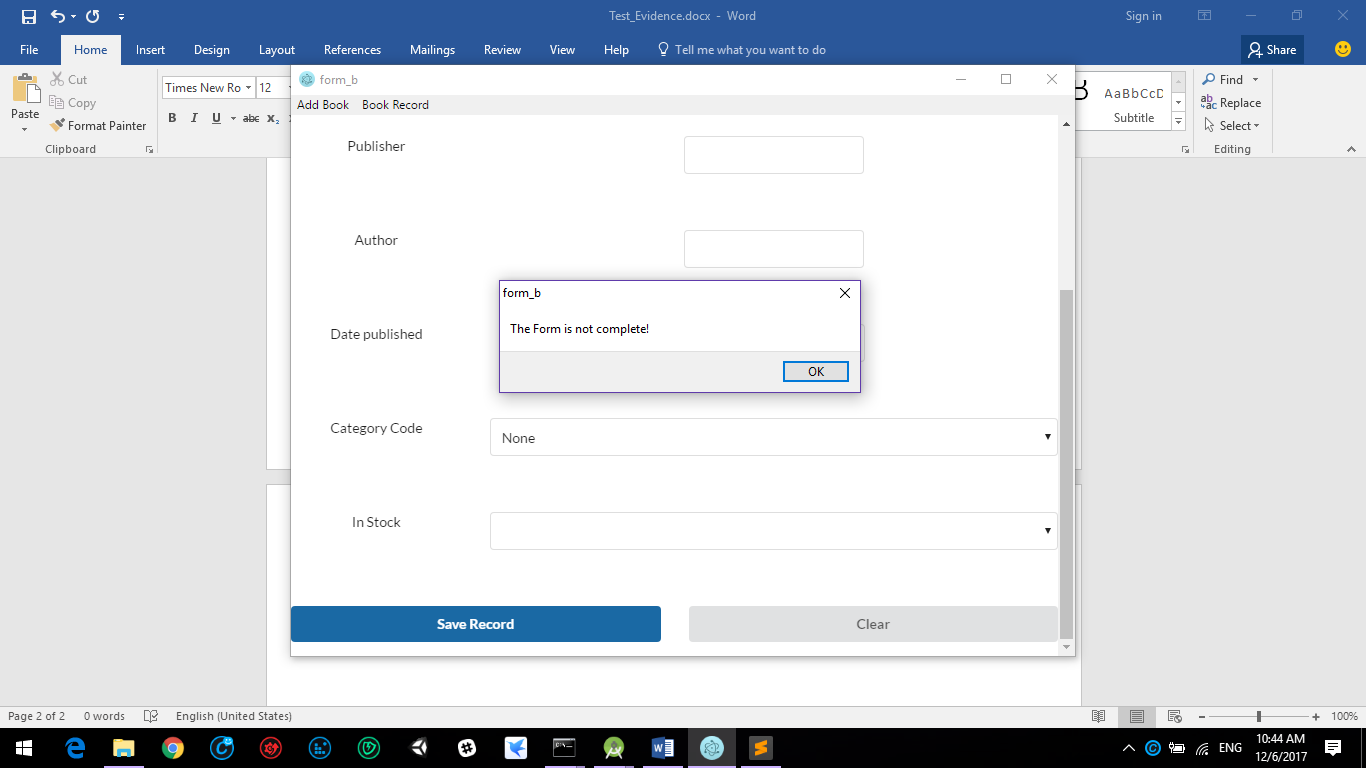 Test_Evidence.docx - Word
Sign in
File
Home
Insert
Design
Layout
References
Mailings
Review
View
Help
Tell me what you want to do
Share
Paste
Cut
Copy
Format Painter
Clipboard
Times New Ro
12
B I U abc x₂
AaBbCcD
Subtitle
Find
Replace
Select
Editing
form_b
Add Book
Book Record
Publisher
Author
Date published
form_b
The Form is not complete!
OK
Category Code
None
In Stock
Save Record
Clear
Page 2 of 2
0 words
English (United States)
100%
ENG
10:44 AM
12/6/2017